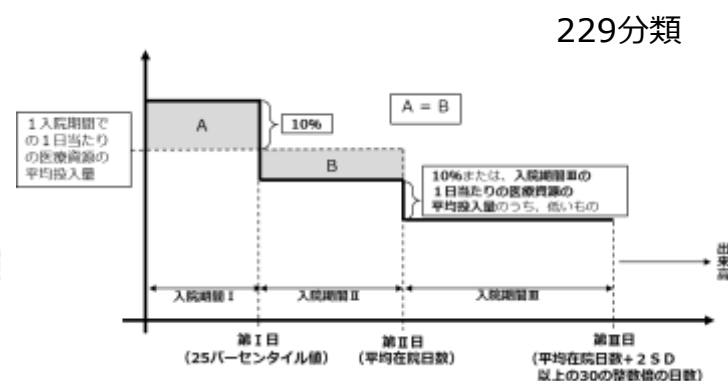 229分類
A = B
A
10%
１入院期間で
の１日当たり
の医療資源の
平均投入量
B
10%または、入院期間Ⅲの
１日当たりの医療資源の
平均投入量のうち、低いもの
出
来
高
入院期間Ⅰ
入院期間Ⅱ
入院期間Ⅲ
第Ⅰ日
(25パーセンタイル値)
第Ⅱ日
(平均在院日数)
第Ⅲ日
(平均在院日数+２ＳＤ
以上の30の整数倍の日数)